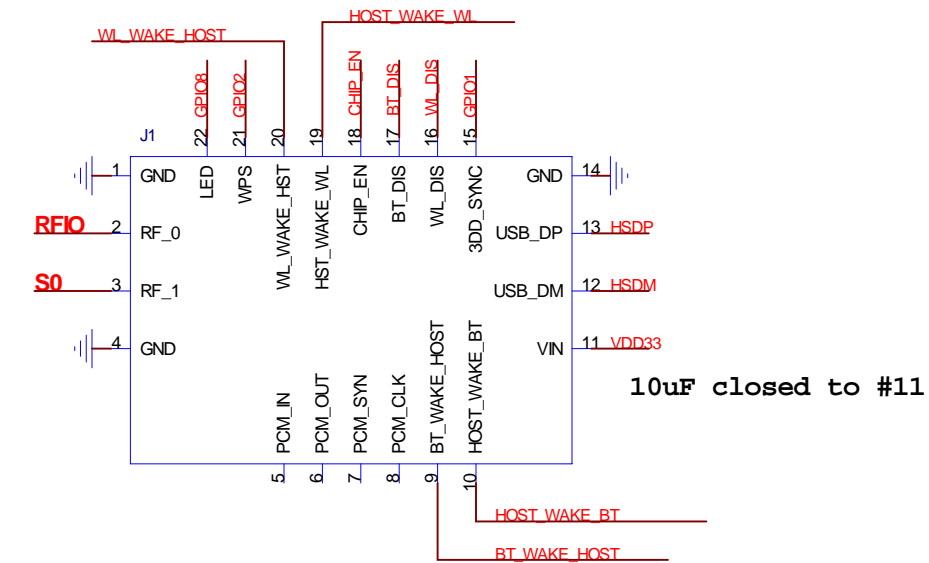 HOST_WAKE_WL
WL_WAKE_HOST
GPIO8
GPIO2
CHIP_EN
BT_DIS
WL_DIS
GPIO1
J1
22
21
20
19
18
17
16
15
1 GND
LED
WPS
WL_WAKE_HST
HST_WAKE_WL
CHIP_EN
BT_DIS
WL_DIS
3DD_SYNC
GND 14
RFIO 2 RF_0
USB_DP 13 HSDP
S0 3 RF_1
USB_DM 12 HSDM
4 GND
VIN 11 VDD33
10uF closed to #11
PCM_IN
PCM_OUT
PCM_SYN
PCM_CLK
BT_WAKE_HOST
HOST_WAKE_BT
5
6
7
8
9
10
HOST_WAKE_BT
BT_WAKE_HOST